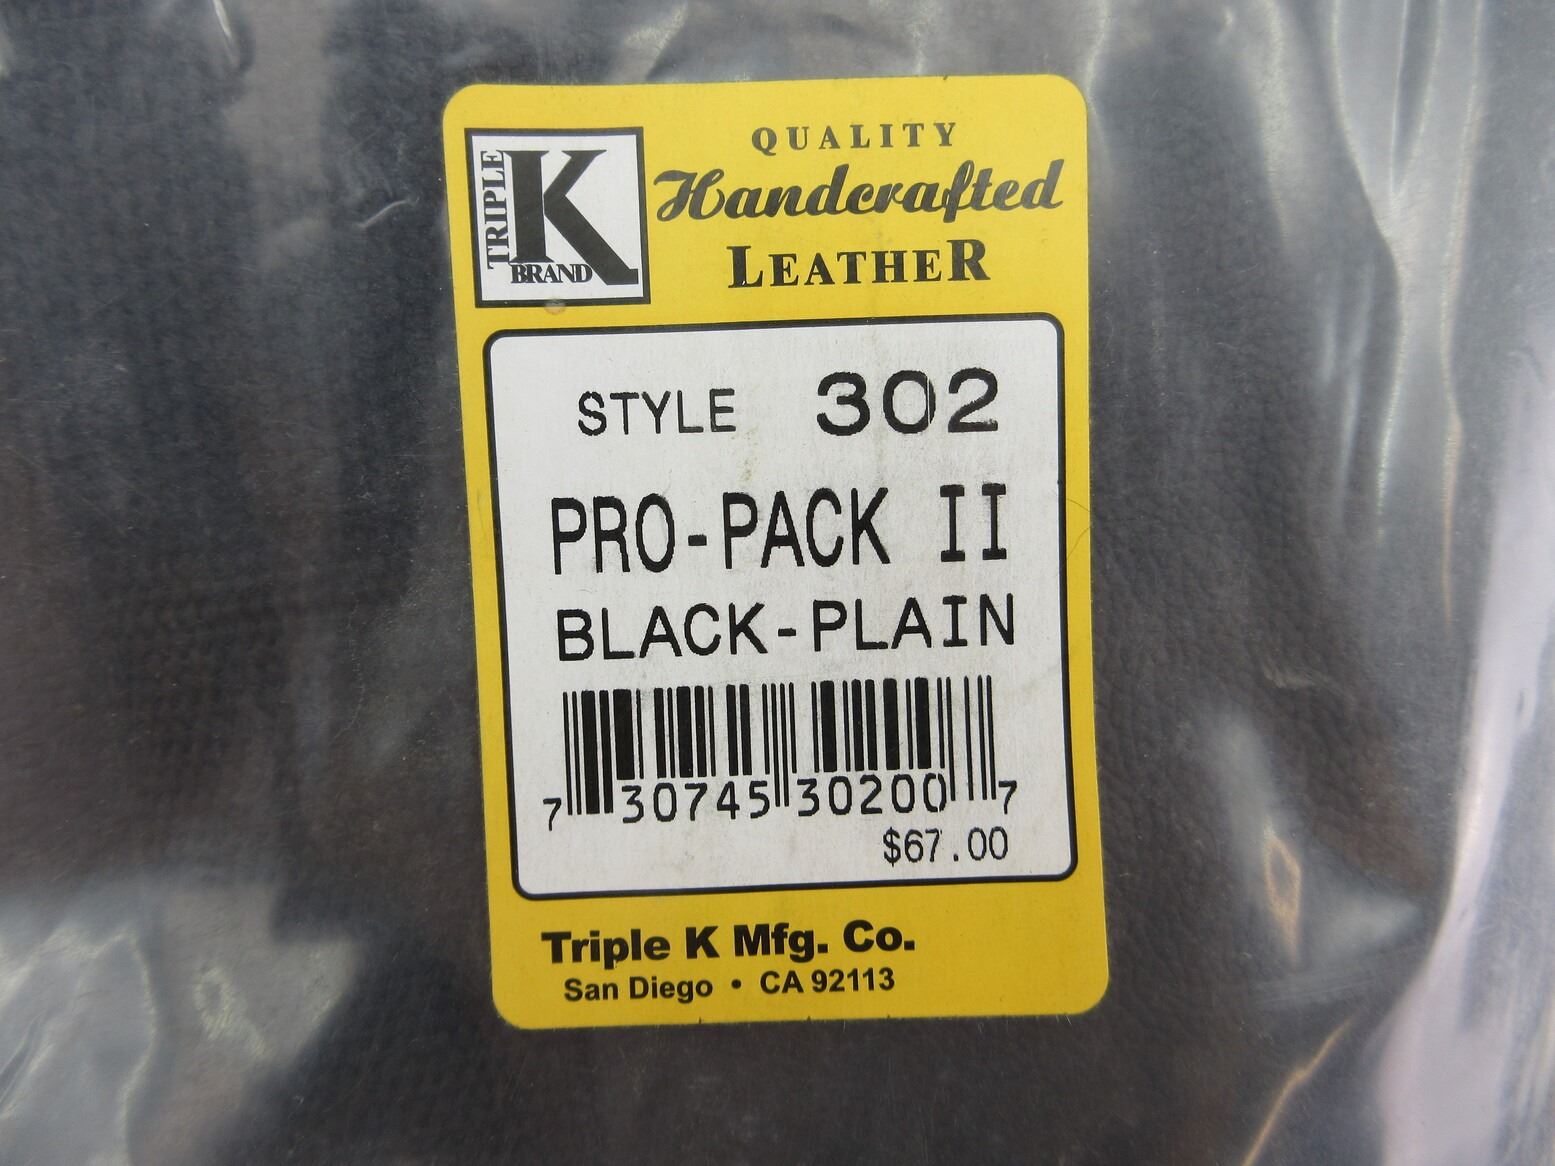 TRIPLE
K
BRAND
QUALITY
Handcrafted
LEATHER
STYLE 302
PRO-PACK II
BLACK-PLAIN
7 30745 30200 7
$67.00
Triple K Mfg. Co.
San Diego • CA 92113